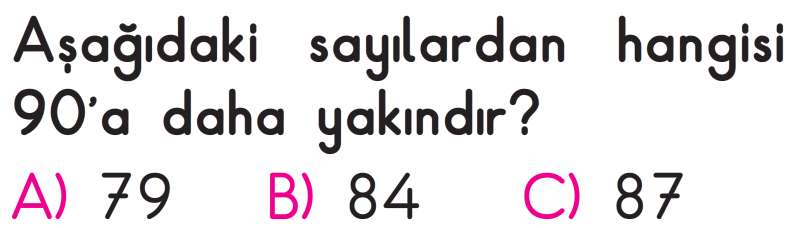 Aşağıdaki sayılardan hangisi
90'a daha yakındır?
A) 79 B) 84 C) 87